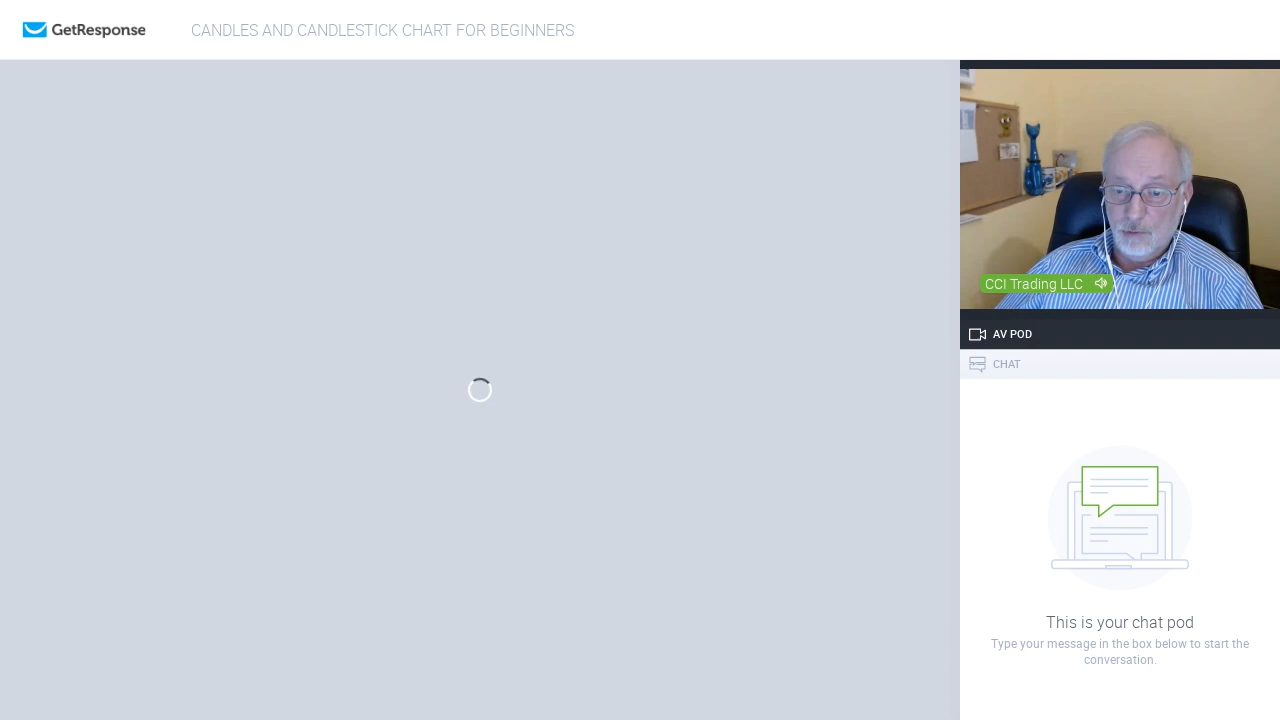 GetResponse
CANDLES AND CANDLESTICK CHART FOR BEGINNERS
CCI Trading LLC
AV POD
CHAT
This is your chat pod
Type your message in the box below to start the
conversation.